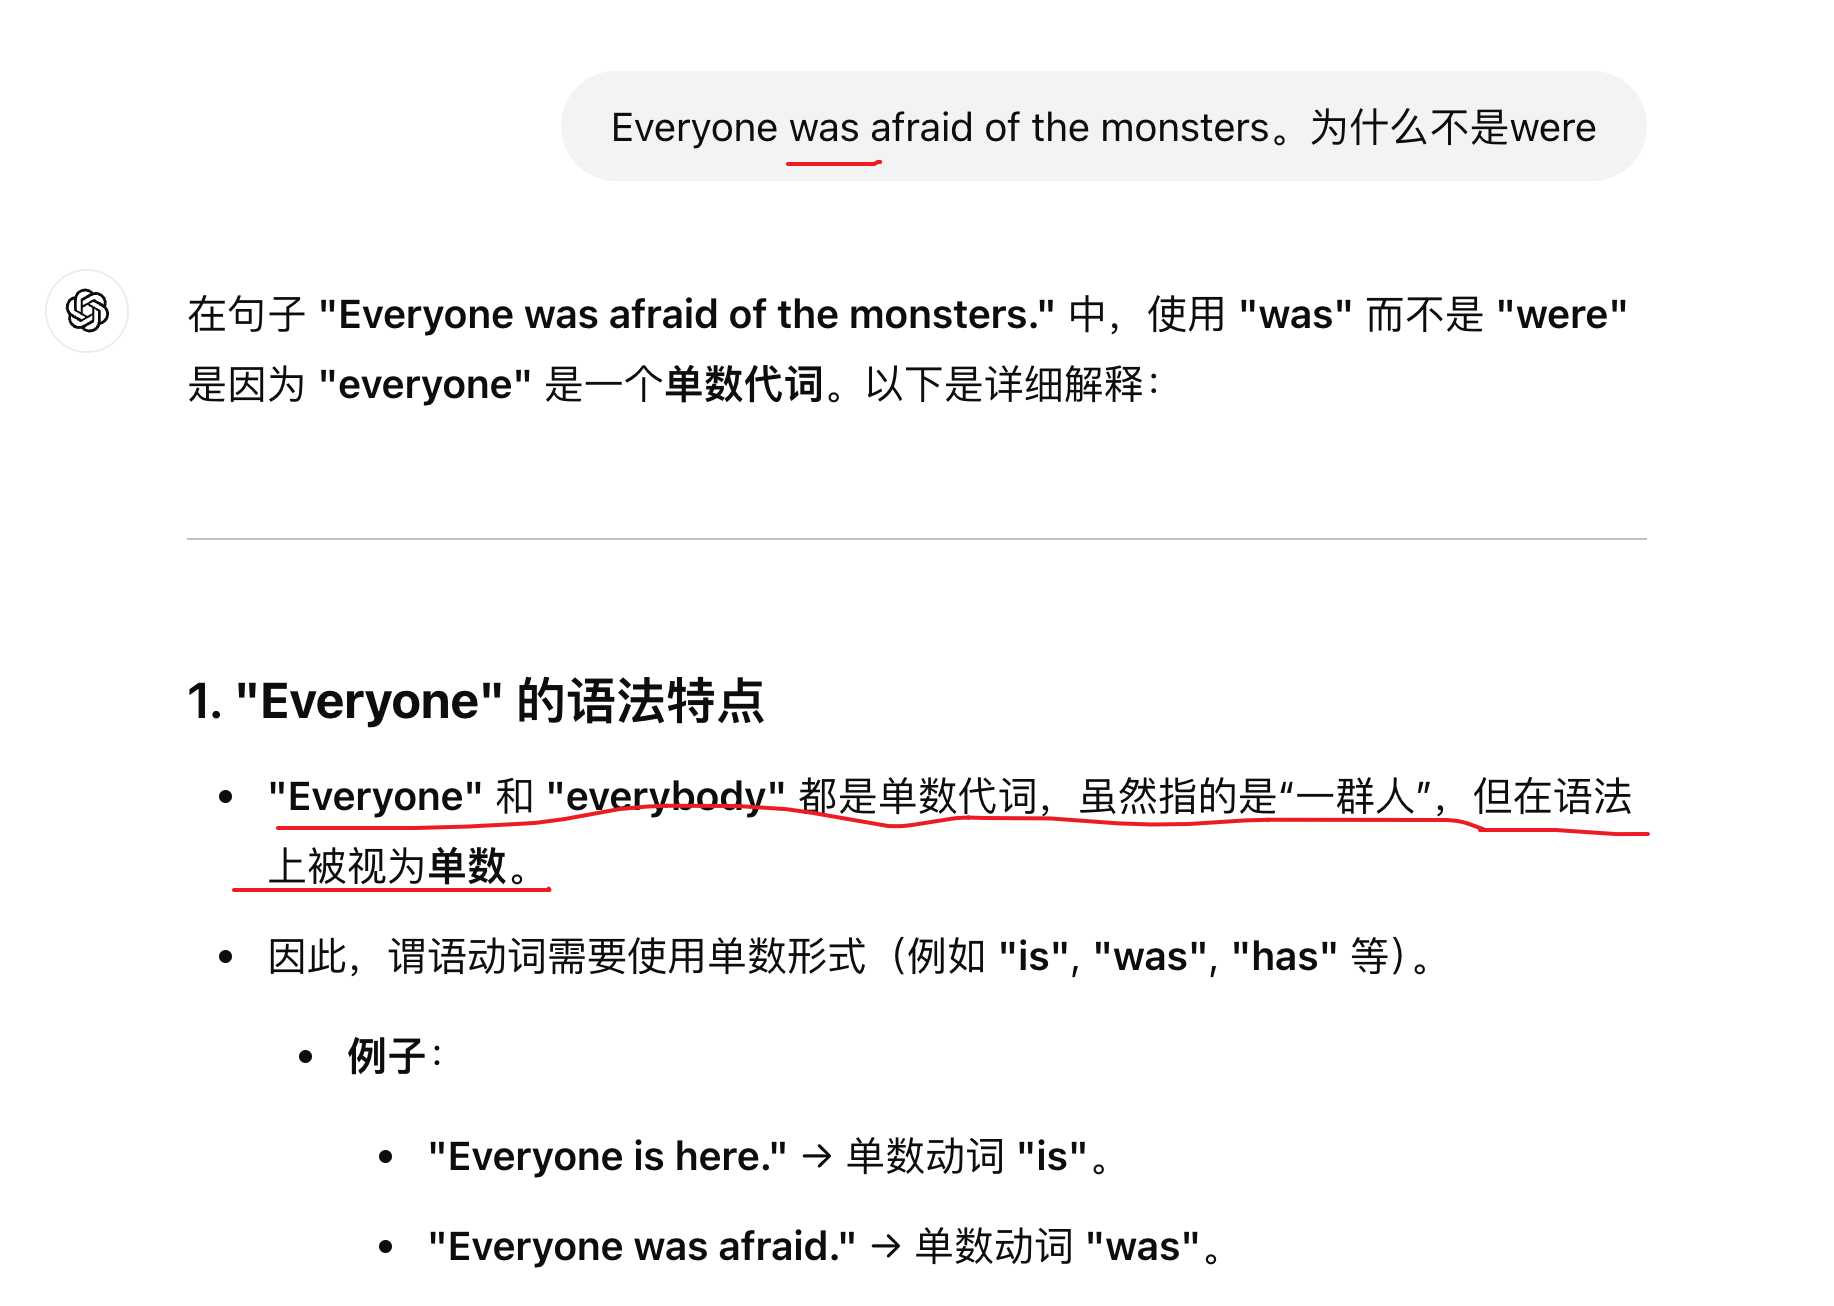 Everyone was afraid of the monsters。为什么不是were
在句子 "Everyone was afraid of the monsters." 中，使用 "was" 而不是 "were"
是因为 "everyone" 是一个单数代词。以下是详细解释：
1. "Everyone" 的语法特点
• "Everyone" 和 "everybody" 都是单数代词，虽然指的是“一群人”，但在语法
上被视为单数。
• 因此，谓语动词需要使用单数形式（例如 "is", "was", "has" 等）。
• 例子：
• "Everyone is here." → 单数动词 "is"。
• "Everyone was afraid." → 单数动词 "was"。